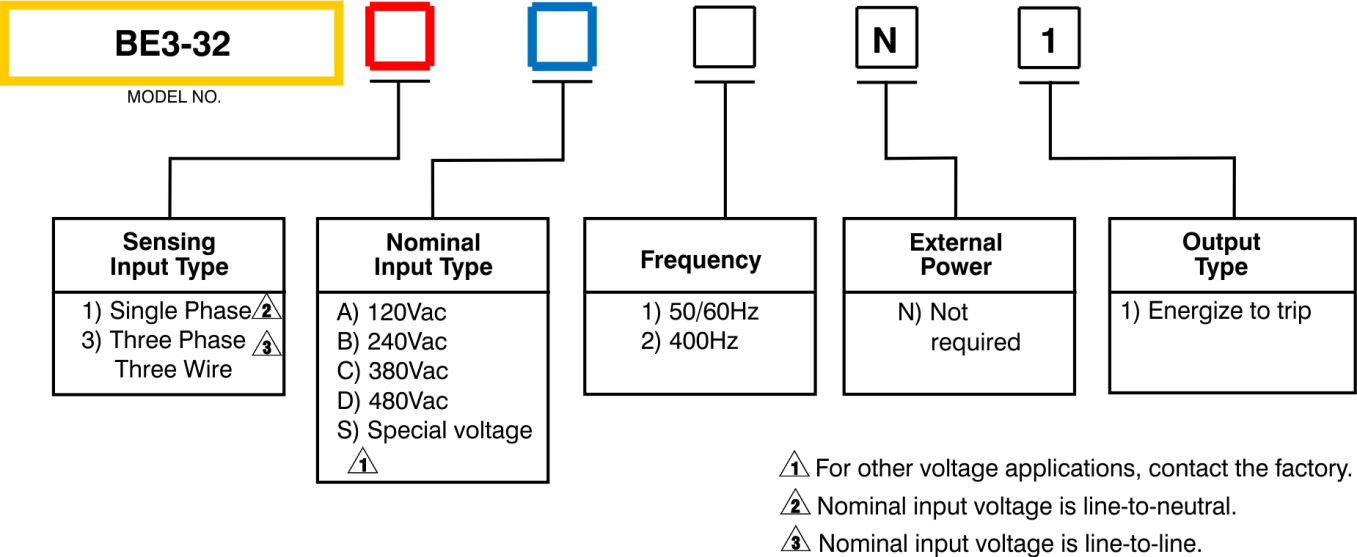 BE3-32
N
1
MODEL NO.
Sensing
Input Type
1) Single Phase 2
3) Three Phase 3
Three Wire
Nominal
Input Type
A) 120Vac
B) 240Vac
C) 380Vac
D) 480Vac
S) Special voltage
1
Frequency
1) 50/60Hz
2) 400Hz
External
Power
N) Not
required
Output
Type
1) Energize to trip
1 For other voltage applications, contact the factory.
2 Nominal input voltage is line-to-neutral.
3 Nominal input voltage is line-to-line.